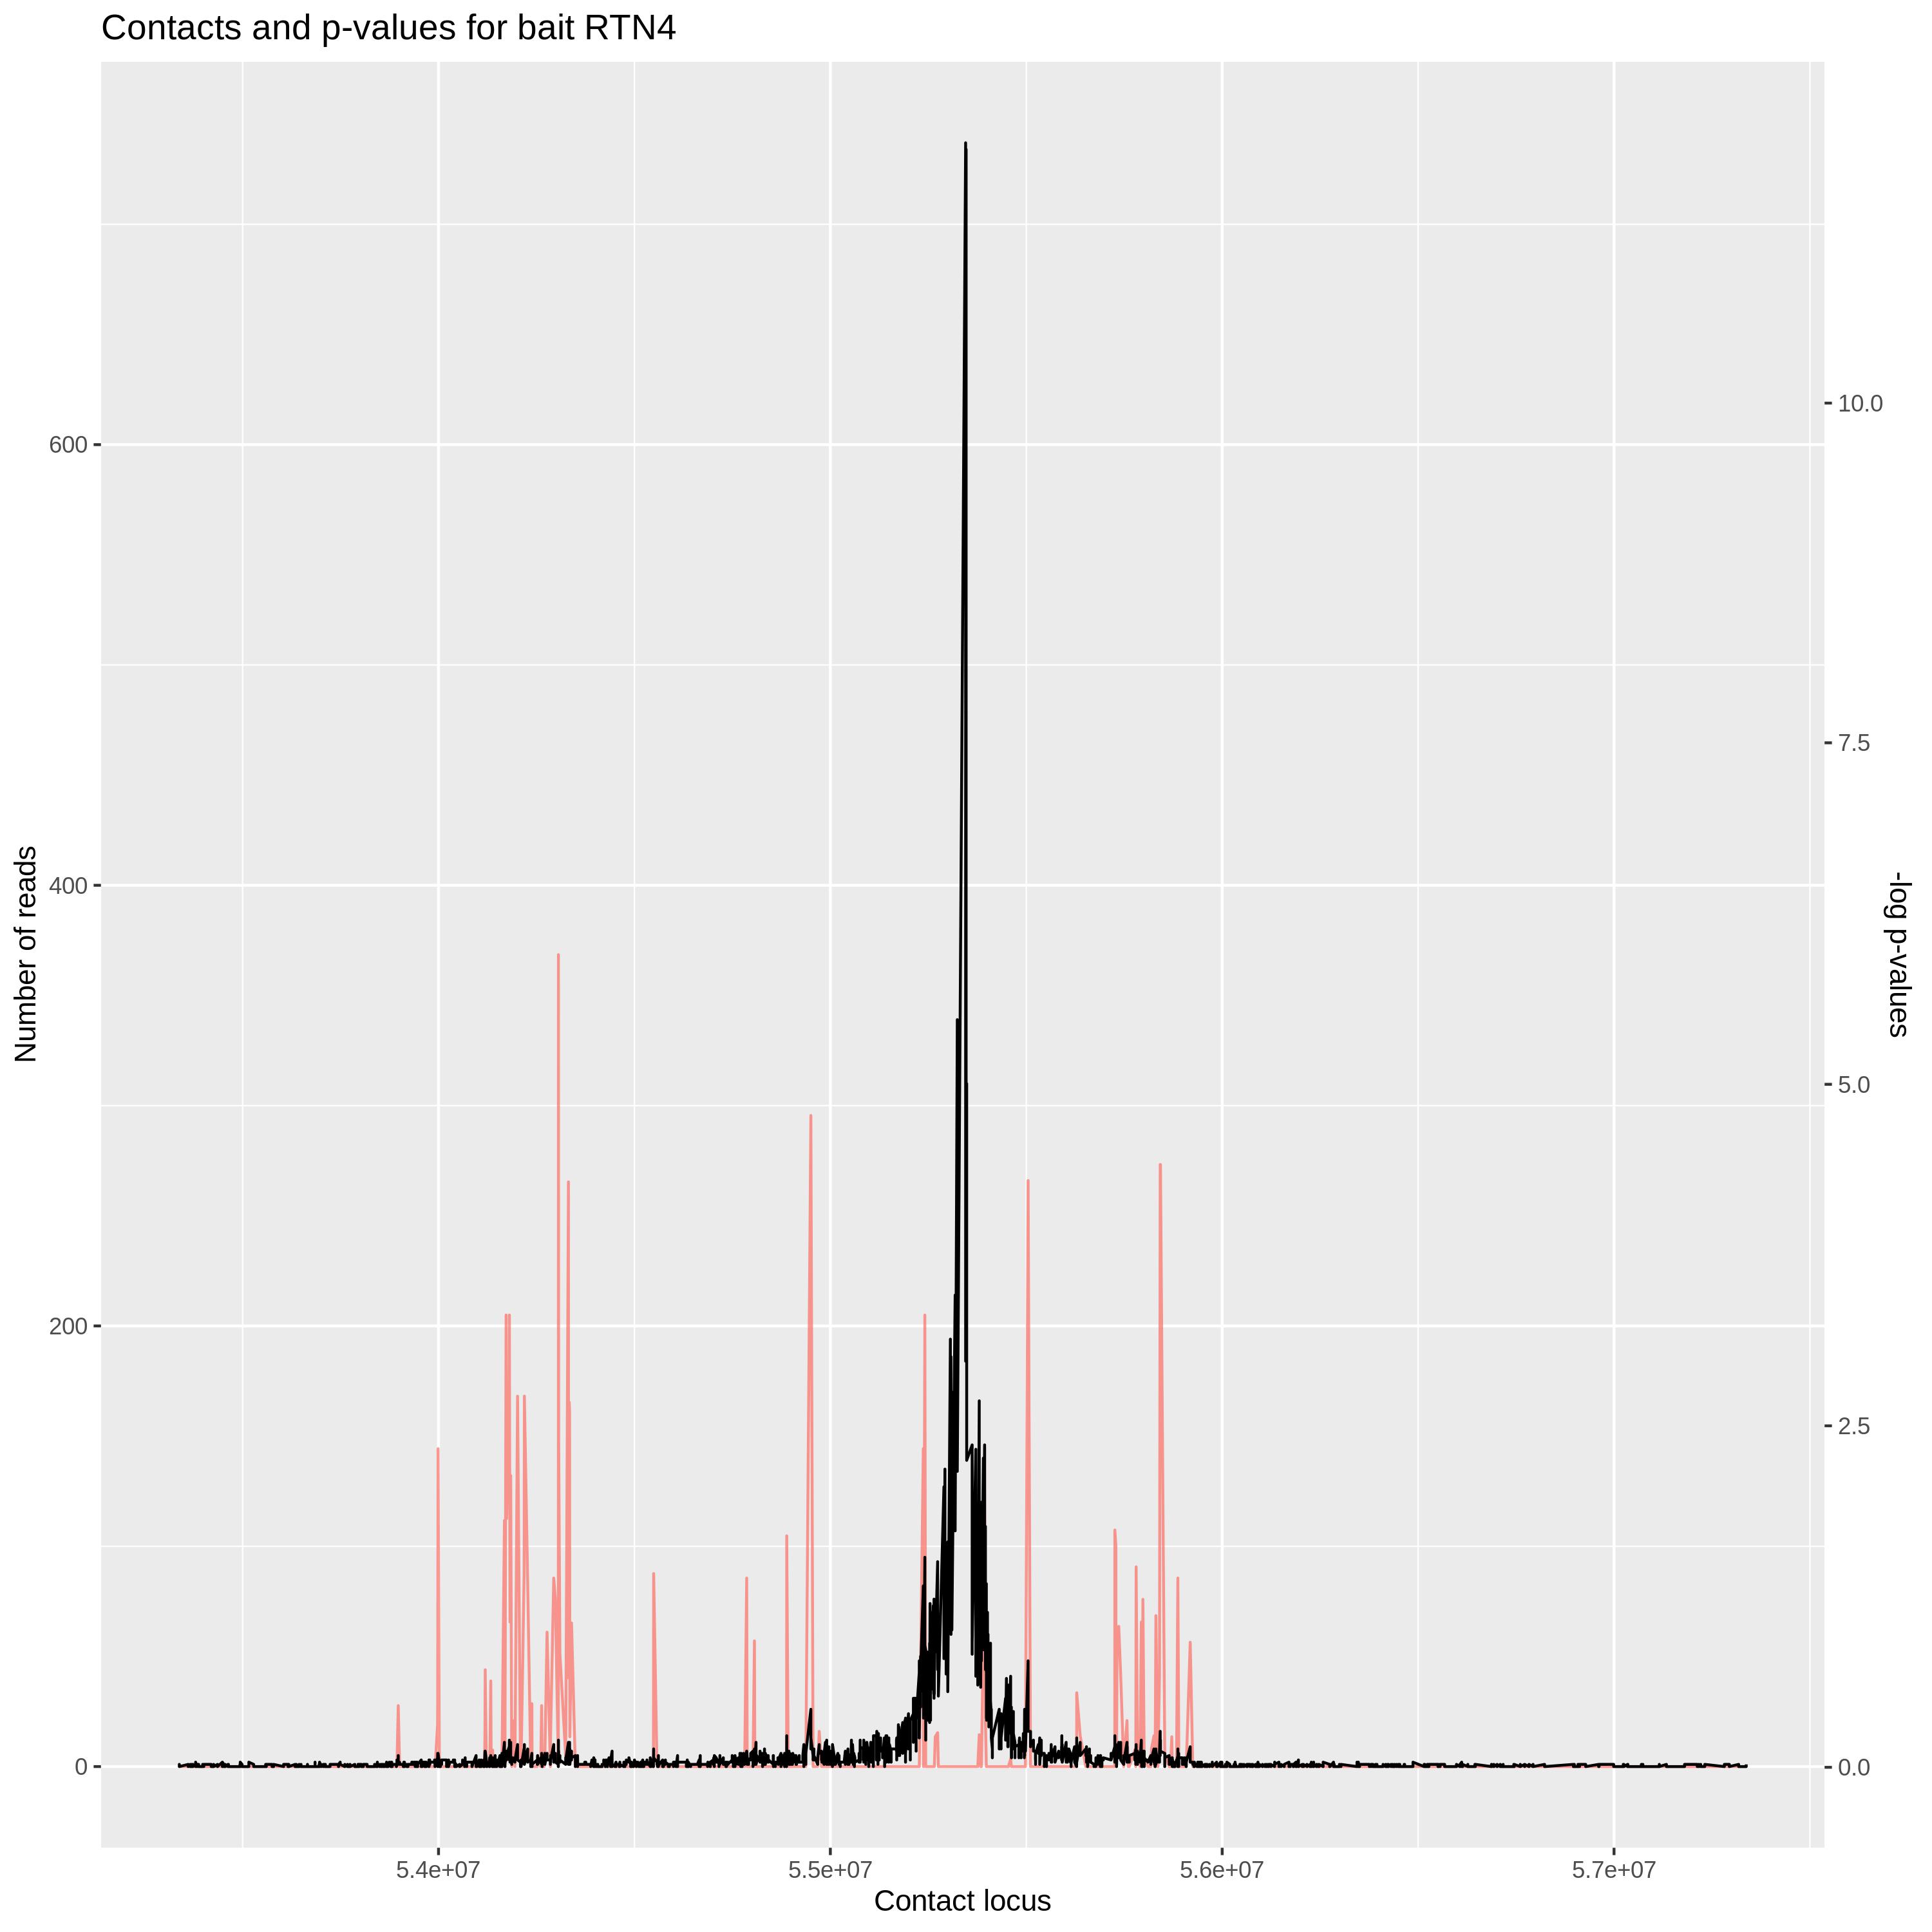 Contacts and p-values for bait RTN4
Number of reads
600
400
200
0
10.0
7.5
5.0
2.5
0.0
-log p-values
5.4e+07
5.5e+07
5.6e+07
5.7e+07
Contact locus